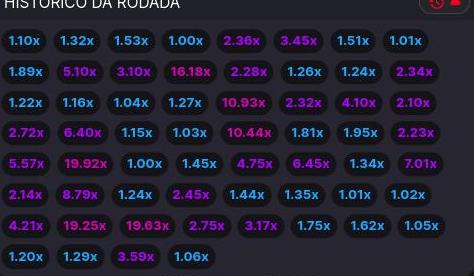 HISTÓRICO DA RODADA
1.10x 1.32x 1.53x 1.00x 2.36x 3.45x 1.51x 1.01x
1.89x 5.10x 3.10x 16.18x 2.28x 1.26x 1.24x 2.34x
1.22x 1.16x 1.04x 1.27x 10.93x 2.32x 4.10x 2.10x
2.72x 6.40x 1.15x 1.03x 10.44x 1.81x 1.95x 2.23x
5.57x 19.92x 1.00x 1.45x 4.75x 6.45x 1.34x 7.01x
2.14x 8.79x 1.24x 2.45x 1.44x 1.35x 1.01x 1.02x
4.21x 19.25x 19.63x 2.75x 3.17x 1.75x 1.62x 1.05x
1.20x 1.29x 3.59x 1.06x